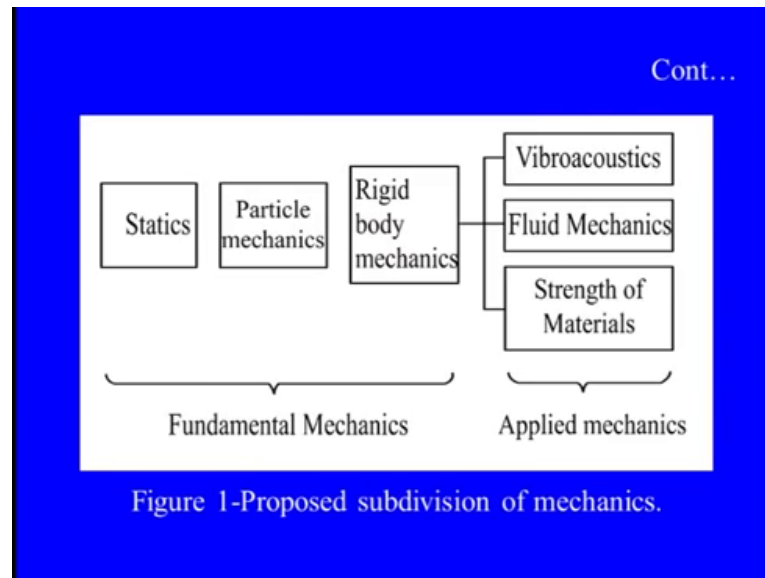 Cont…
Statics
Particle
mechanics
Rigid
body
mechanics
Vibroacoustics
Fluid Mechanics
Strength of
Materials
Fundamental Mechanics
Applied mechanics
Figure 1-Proposed subdivision of mechanics.